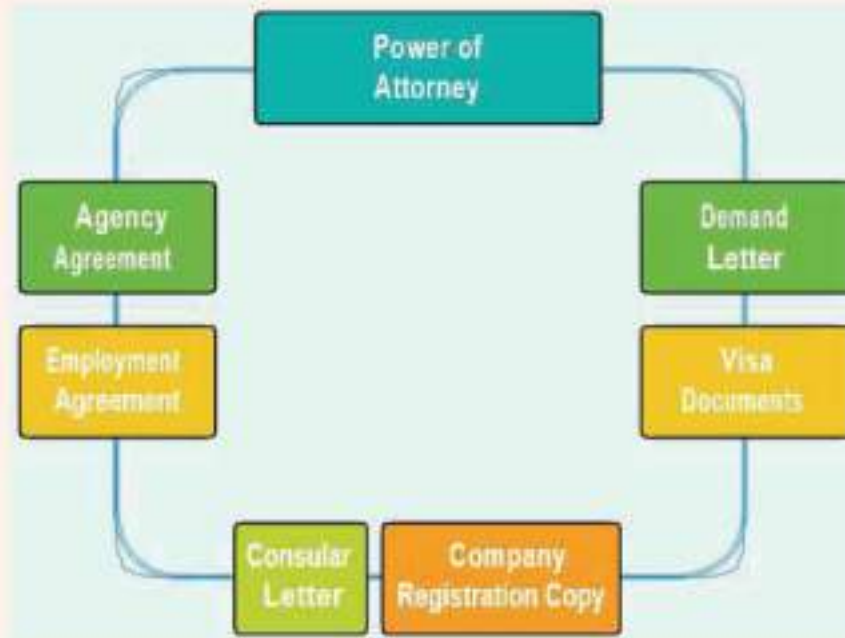 Power of
Attorney
Agency
Agreement
Demand
Letter
Employment
Agreement
Visa
Documents
Consular
Letter
Company
Registration Copy